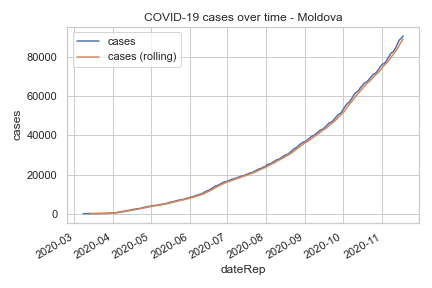 COVID-19 cases over time - Moldova
cases
cases (rolling)
80000
60000
40000
20000
0
cases
2020-03
2020-04
2020-05
2020-06
2020-07
2020-08
2020-09
2020-10
2020-11
dateRep